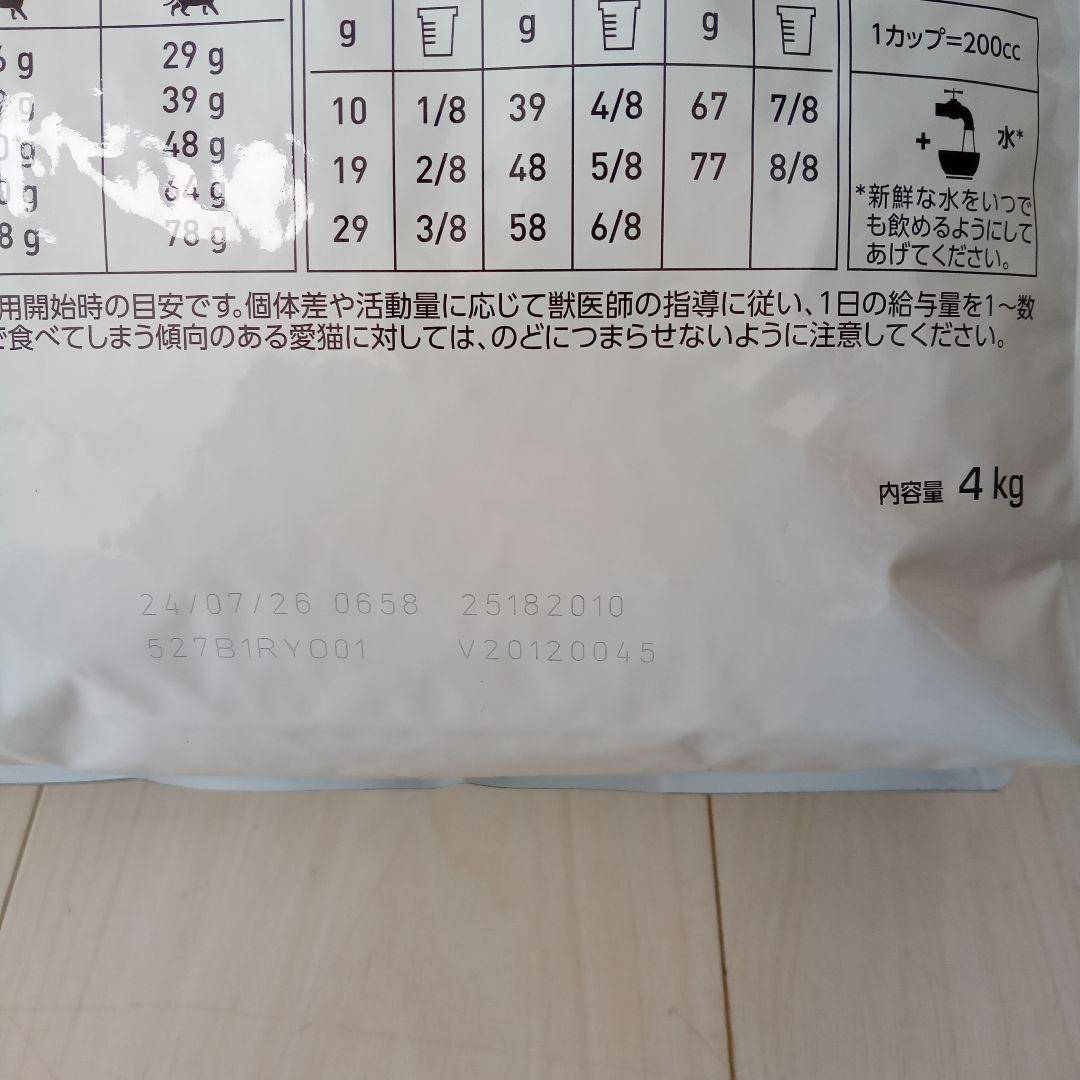 g
29 g
39 g
48 g
64 g
8 g 78 g
g g g
10 1/8 39 4/8 67 7/8
19 2/8 48 5/8 77 8/8
29 3/8 58 6/8
1カップ=200cc
+ 水*
*新鮮な水をいつで
も飲めるようにして
あげてください。
用開始時の目安です。個体差や活動量に応じて獣医師の指導に従い、1日の給与量を1〜数
食べてしまう傾向のある愛猫に対しては、のどにつまらせないように注意してください。
内容量 4 kg
24/07/26 0658 25182010
527B1RY001 V20120045